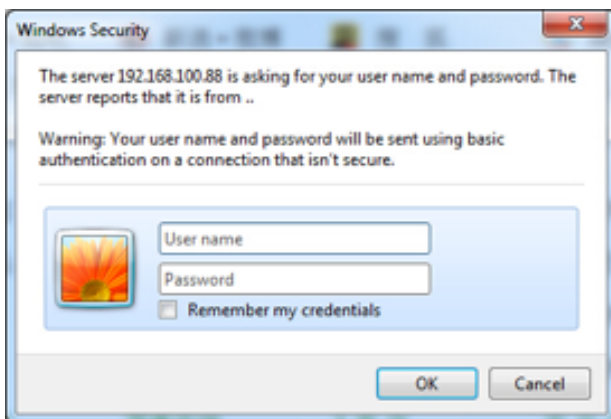 Windows Security
The server 192.168.100.88 is asking for your user name and password. The
server reports that it is from ..
Warning: Your user name and password will be sent using basic
authentication on a connection that isn't secure.
User name
Password
Remember my credentials
OK
Cancel